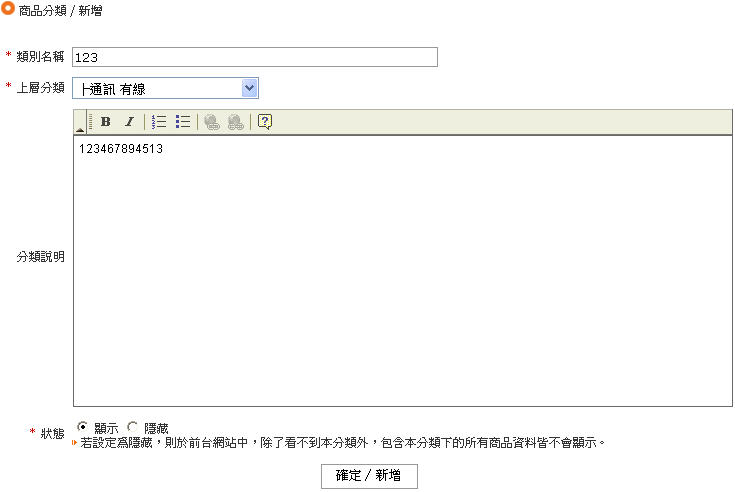 商品分類 / 新增
* 類別名稱 123
* 上層分類 ├通訊 有線
B I
123467894513
分類說明
* 狀態 顯示 隱藏
若設定為隱藏，則於前台網站中，除了看不到本分類外，包含本分類下的所有商品資料皆不會顯示。
確定 / 新增